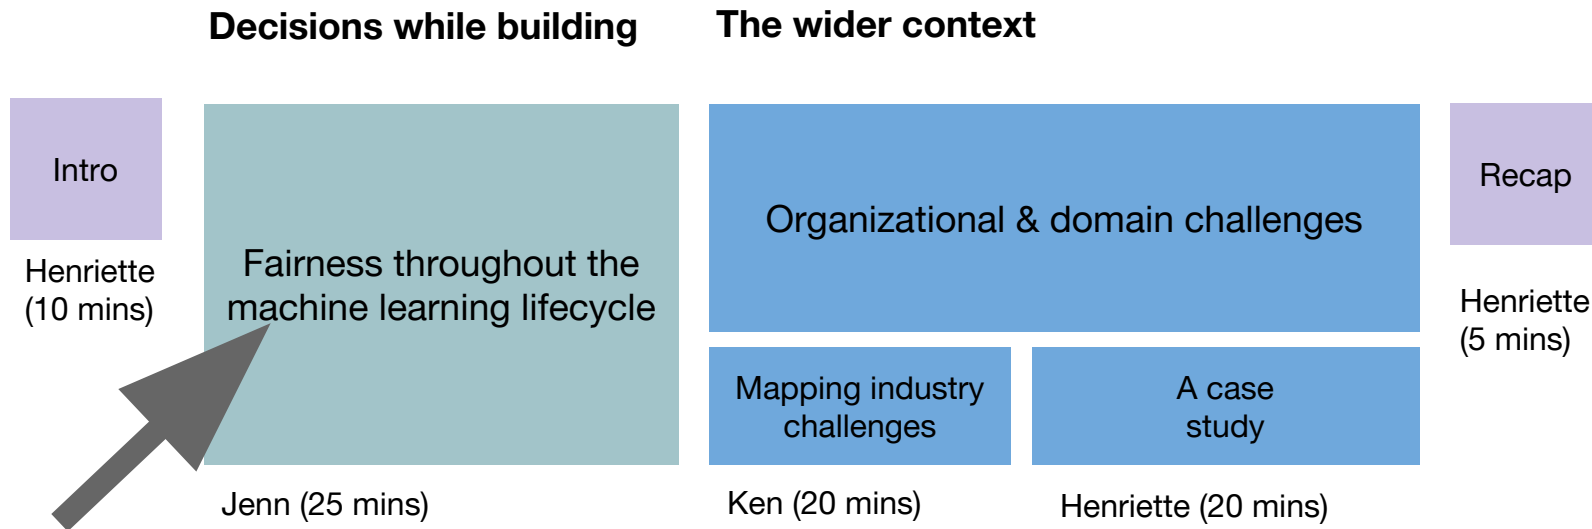 Decisions while building
The wider context
Intro
Henriette
(10 mins)
Fairness throughout the
machine learning lifecycle
Jenn (25 mins)
Organizational & domain challenges
Mapping industry
challenges
Ken (20 mins)
A case
study
Henriette (20 mins)
Recap
Henriette
(5 mins)